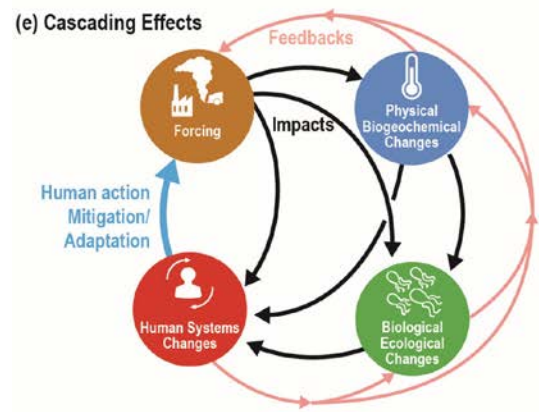 (e) Cascading Effects
Feedbacks
Forcing
Impacts
Physical
Biogeochemical
Changes
Human action
Mitigation/
Adaptation
Human Systems
Changes
Biological
Ecological
Changes